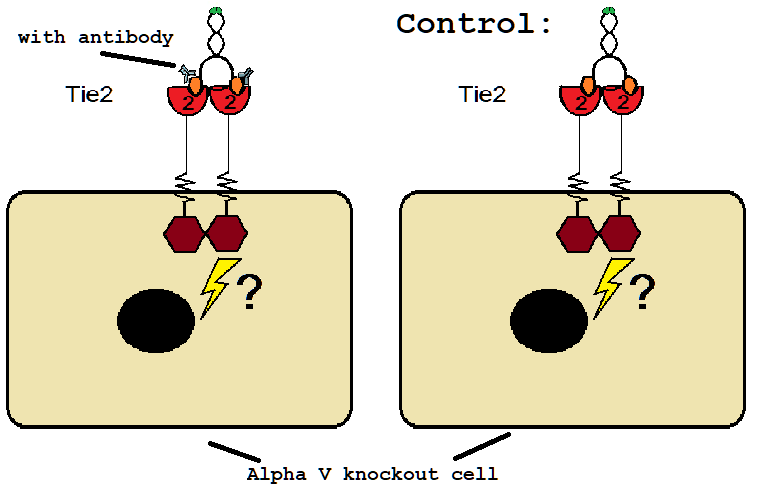 Control:
with antibody
Tie2
Tie2
2 2
2 2
?
?
Alpha V knockout cell